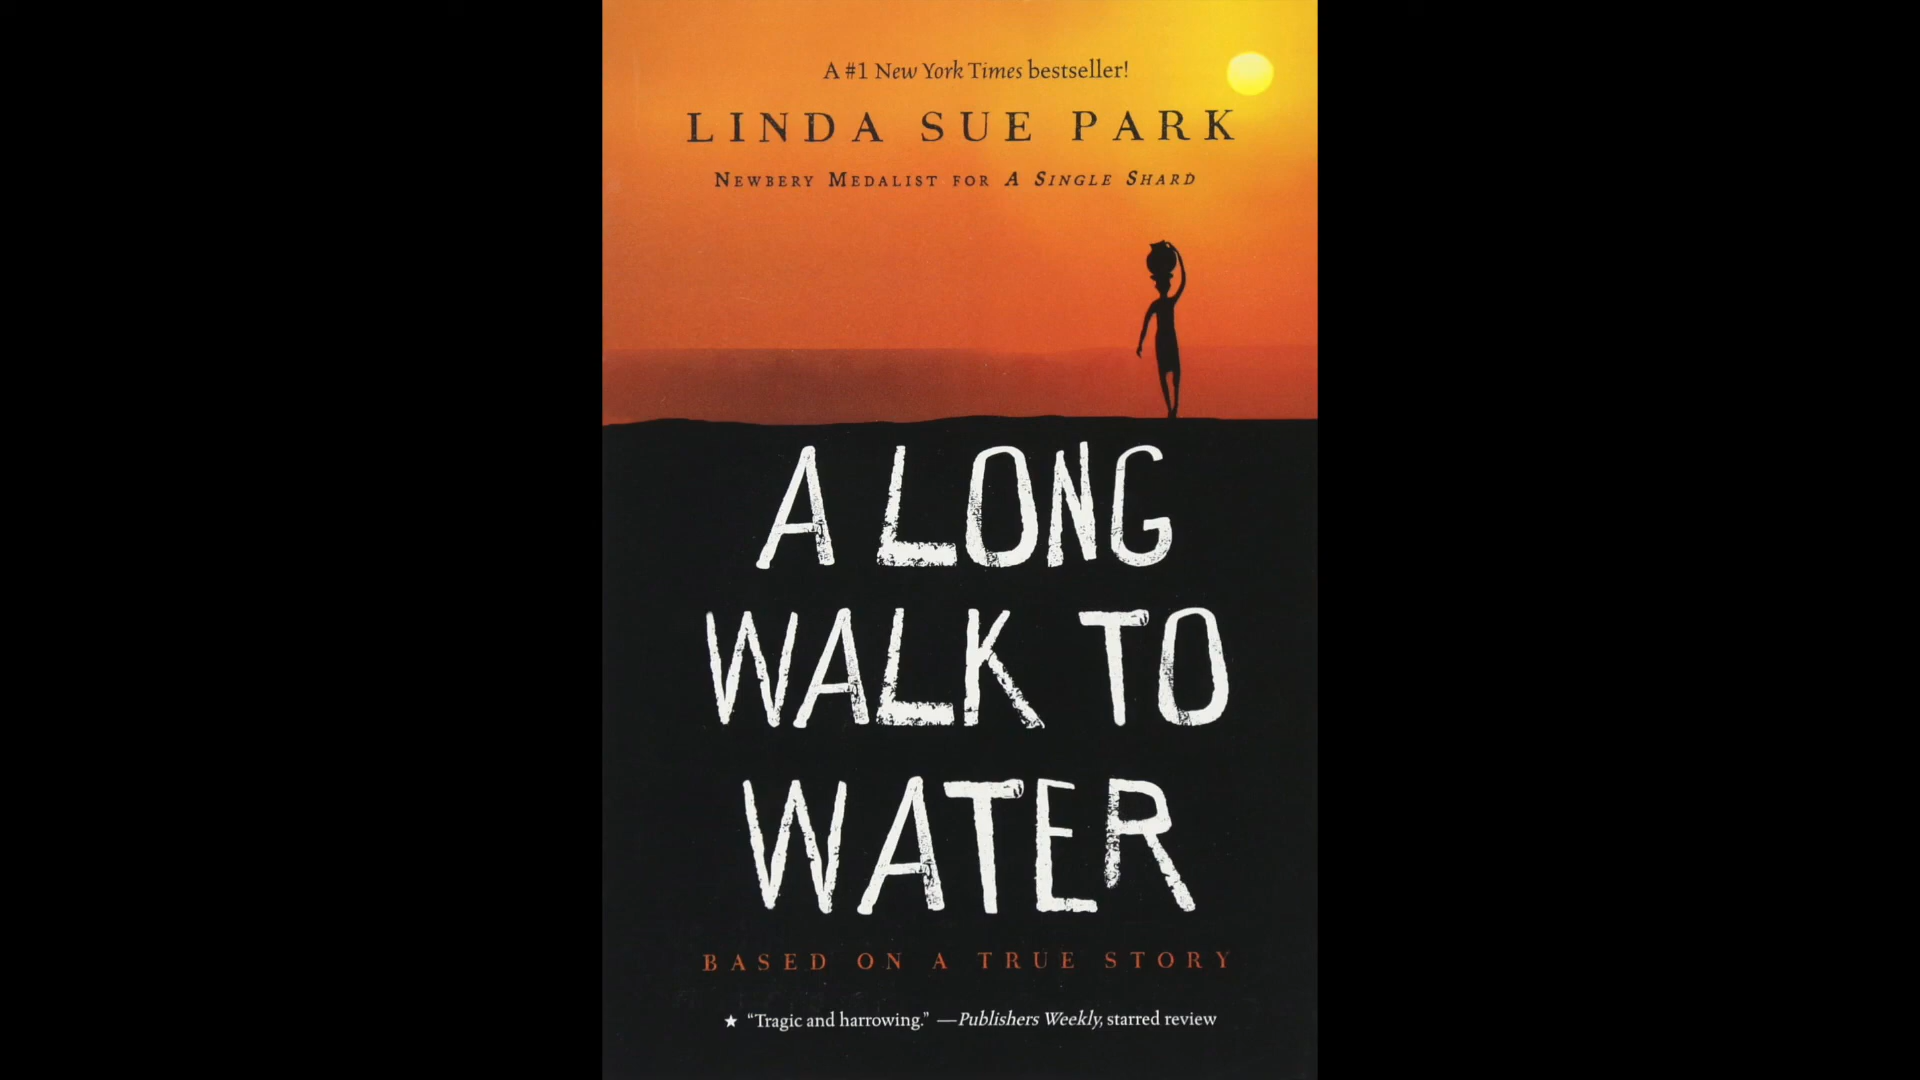 A #1 New York Times bestseller!
LINDA SUE PARK
NEWBERY MEDALIST FOR A SINGLE SHARD
A LONG
WALK TO
WATER
BASED ON A TRUE STORY
★ “Tragic and harrowing.” —Publishers Weekly, starred review